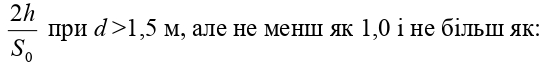 2h/S₀ при d >1,5 м, але не менш як 1,0 і не більш як: